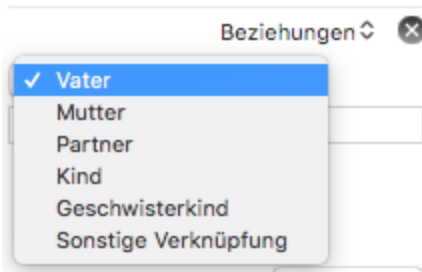 Beziehungen
Vater
Mutter
Partner
Kind
Geschwisterkind
Sonstige Verknüpfung